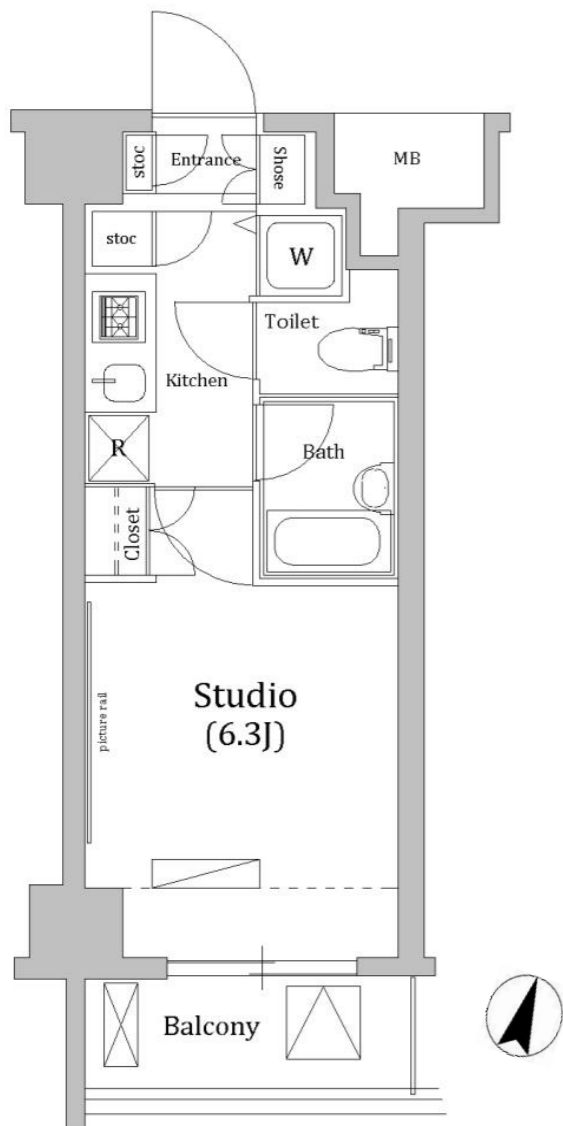 stoc
Entrance
Shose
MB
stoc
W
Toilet
Kitchen
R
Bath
Closet
picture rail
Studio
(6.3J)
Balcony